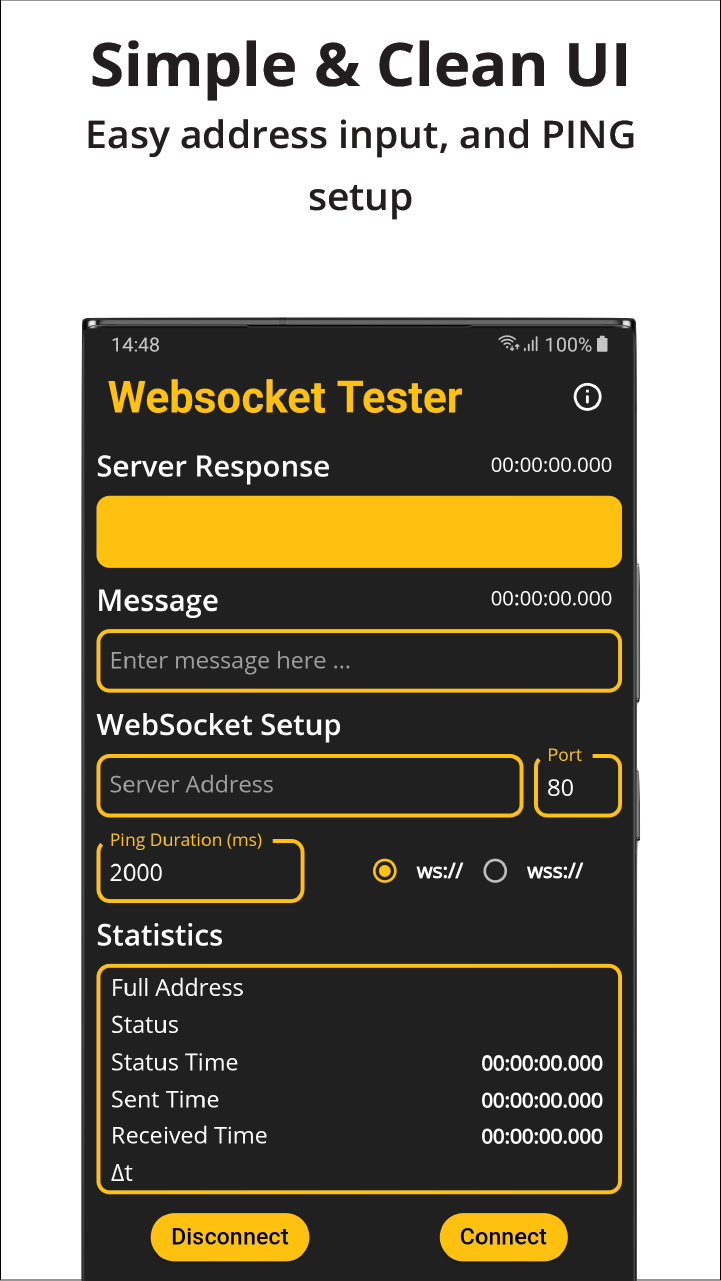 Simple & Clean UI
Easy address input, and PING
setup
14:48 100%
Websocket Tester
Server Response 00:00:00.000
Message 00:00:00.000
Enter message here ...
WebSocket Setup
Port
Server Address 80
Ping Duration (ms)
2000 ws:// wss://
Statistics
Full Address
Status
Status Time 00:00:00.000
Sent Time 00:00:00.000
Received Time 00:00:00.000
Δt
Disconnect Connect